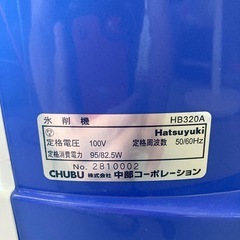 氷削機 HB320A
Hatsuyuki
定格電圧 100V 定格周波数 50/60Hz
定格消費電力 95/82.5W
No. 2810002
CHUBU 株式会社 中部コーポレーション